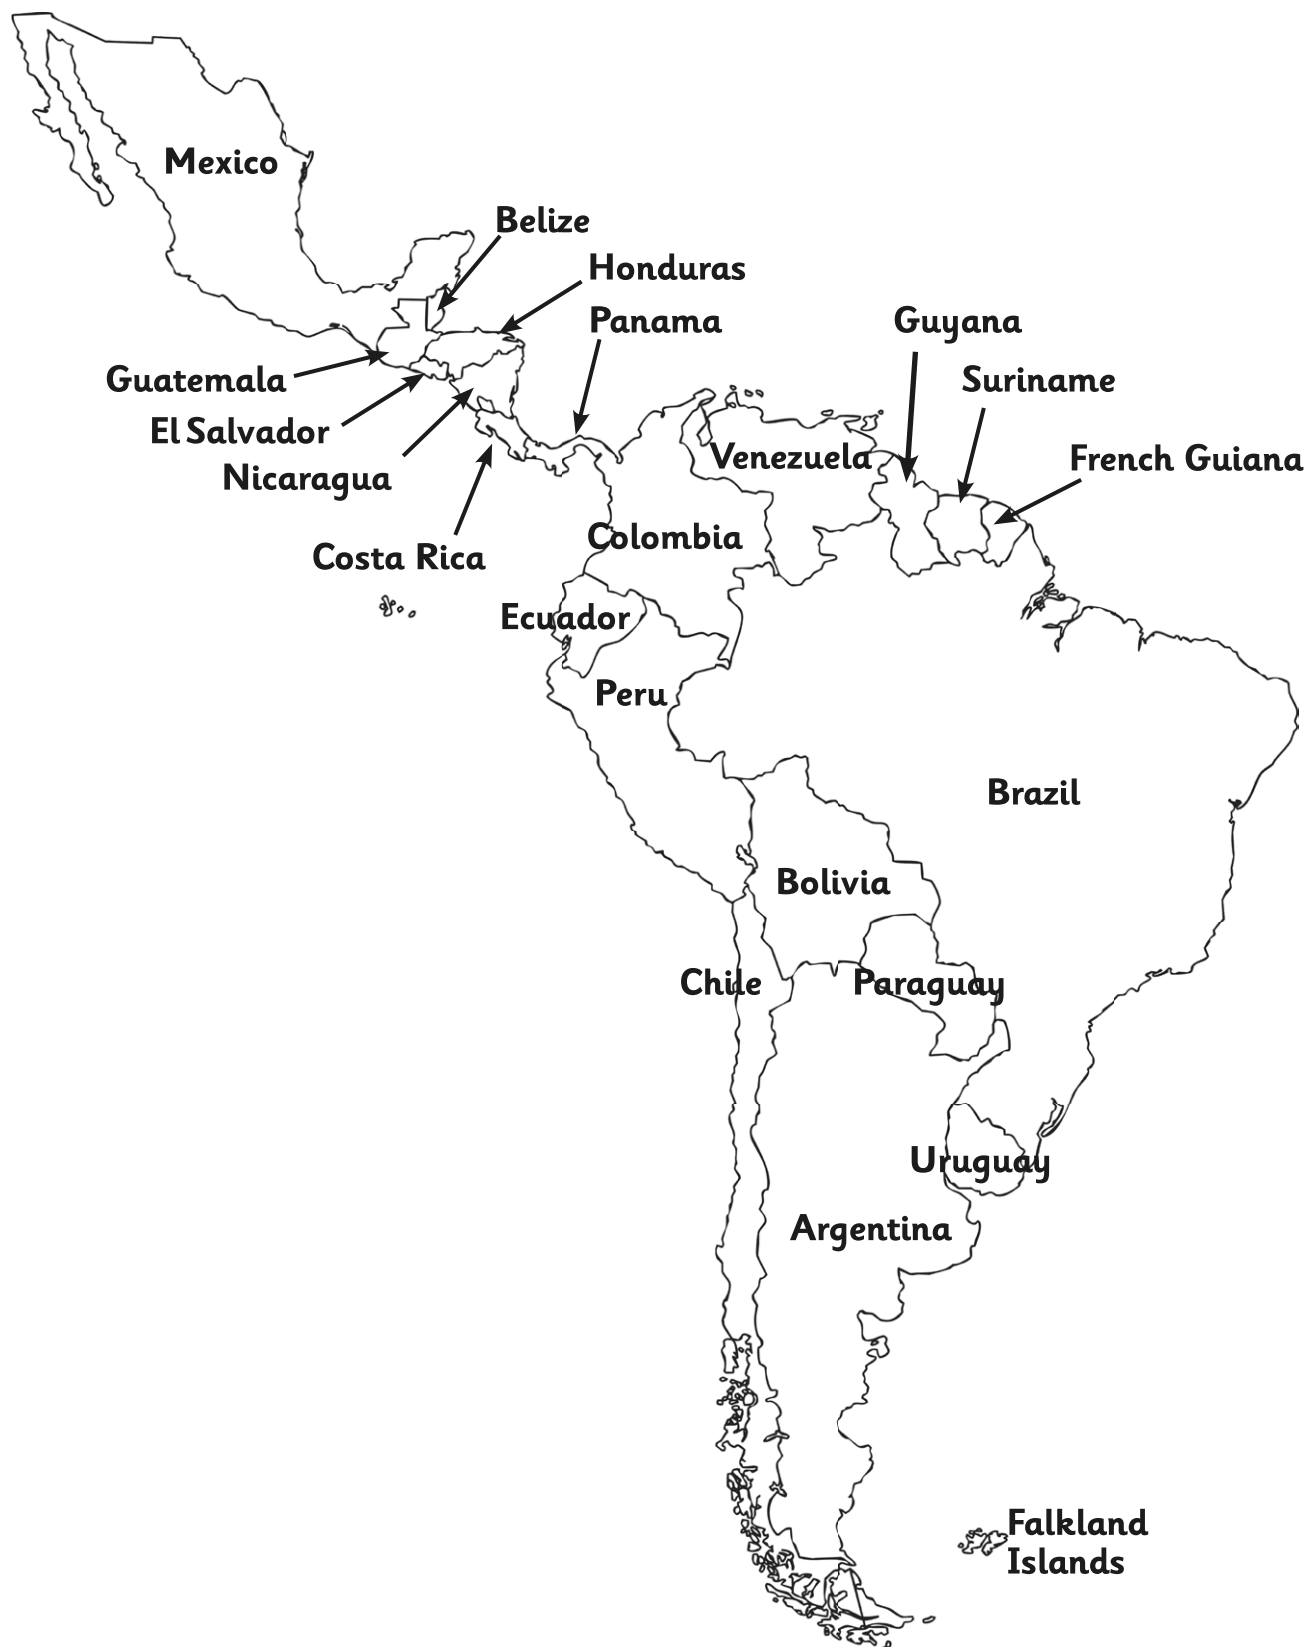 Mexico
Belize
Honduras
Panama
Guyana
Suriname
Guatemala
El Salvador
Nicaragua
Venezuela
French Guiana
Costa Rica
Colombia
Ecuador
Peru
Brazil
Bolivia
Chile
Paraguay
Uruguay
Argentina
Falkland
Islands